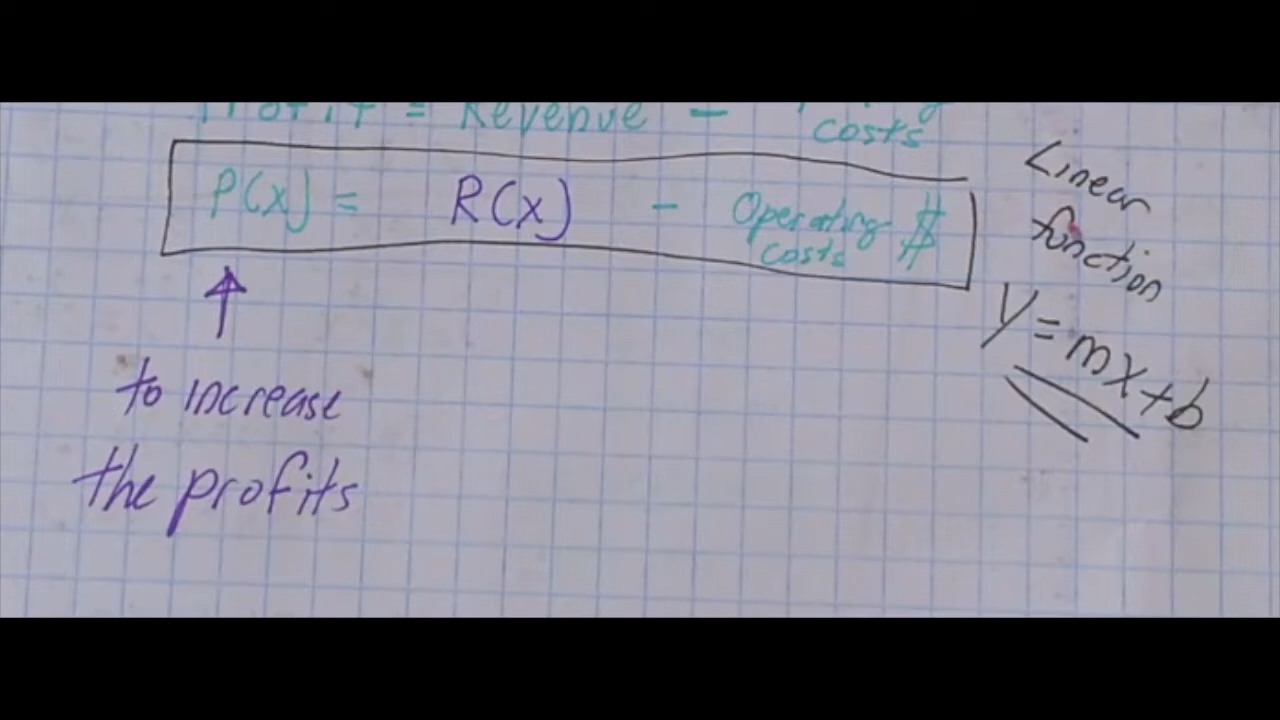 Profit = Revenue -
costs
P(x) = R(x) - Operating $
costs
Linear
function
y = mx + b
↑
to increase
the profits